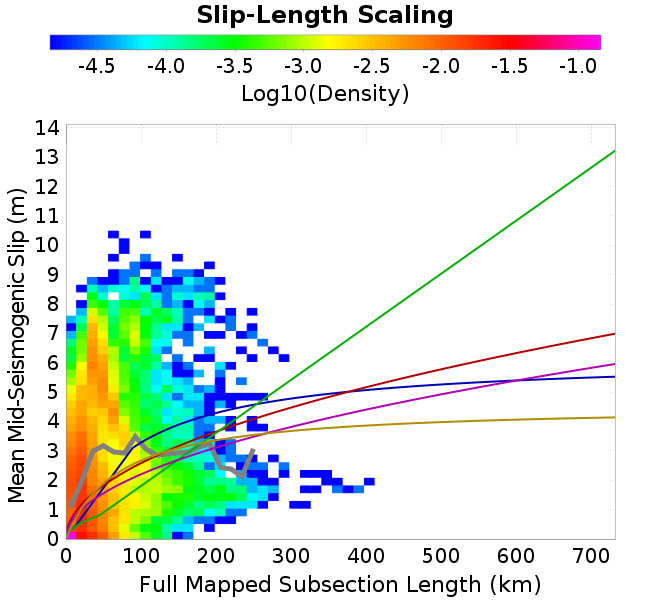 Slip-Length Scaling
-4.5 -4.0 -3.5 -3.0 -2.5 -2.0 -1.5 -1.0
Log10(Density)
14
13
12
11
10
9
8
7
6
5
4
3
2
1
0
Mean Mid-Seismogenic Slip (m)
0 100 200 300 400 500 600 700
Full Mapped Subsection Length (km)